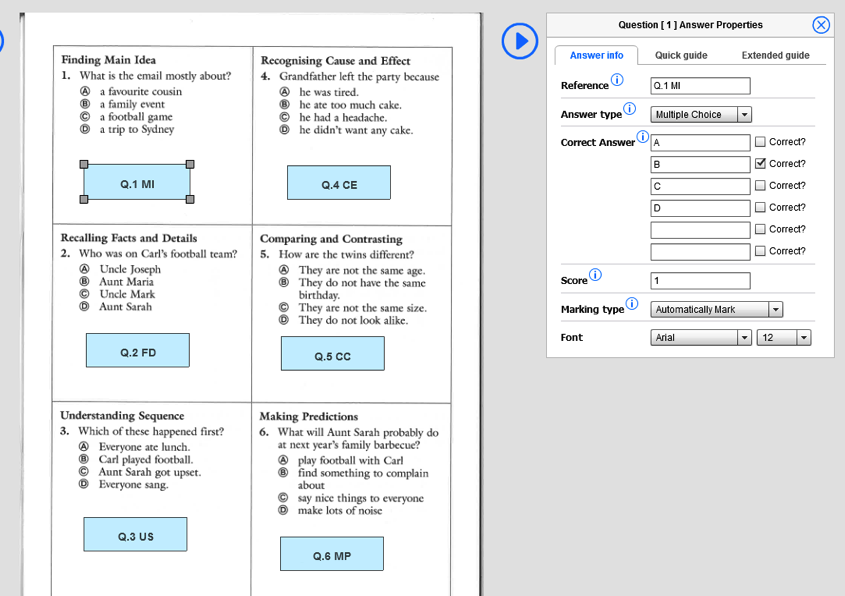 Finding Main Idea
1. What is the email mostly about?
Ⓐ a favourite cousin
Ⓑ a family event
Ⓒ a football game
Ⓓ a trip to Sydney
Q.1 MI
Recognising Cause and Effect
4. Grandfather left the party because
Ⓐ he was tired.
Ⓑ he ate too much cake.
Ⓒ he had a headache.
Ⓓ he didn't want any cake.
Q.4 CE
Recalling Facts and Details
2. Who was on Carl's football team?
Ⓐ Uncle Joseph
Ⓑ Aunt Maria
Ⓒ Uncle Mark
Ⓓ Aunt Sarah
Q.2 FD
Comparing and Contrasting
5. How are the twins different?
Ⓐ They are not the same age.
Ⓑ They do not have the same
birthday.
Ⓒ They are not the same size.
Ⓓ They do not look alike.
Q.5 CC
Understanding Sequence
3. Which of these happened first?
Ⓐ Everyone ate lunch.
Ⓑ Carl played football.
Ⓒ Aunt Sarah got upset.
Ⓓ Everyone sang.
Q.3 US
Making Predictions
6. What will Aunt Sarah probably do
at next year's family barbecue?
Ⓐ play football with Carl
Ⓑ find something to complain
about
Ⓒ say nice things to everyone
Ⓓ make lots of noise
Q.6 MP
Question [ 1 ] Answer Properties
Answer info Quick guide Extended guide
Reference i Q.1 MI
Answer type i Multiple Choice
Correct Answer i A Correct?
B Correct?
C Correct?
D Correct?
Correct?
Correct?
Score i 1
Marking type i Automatically Mark
Font Arial 12